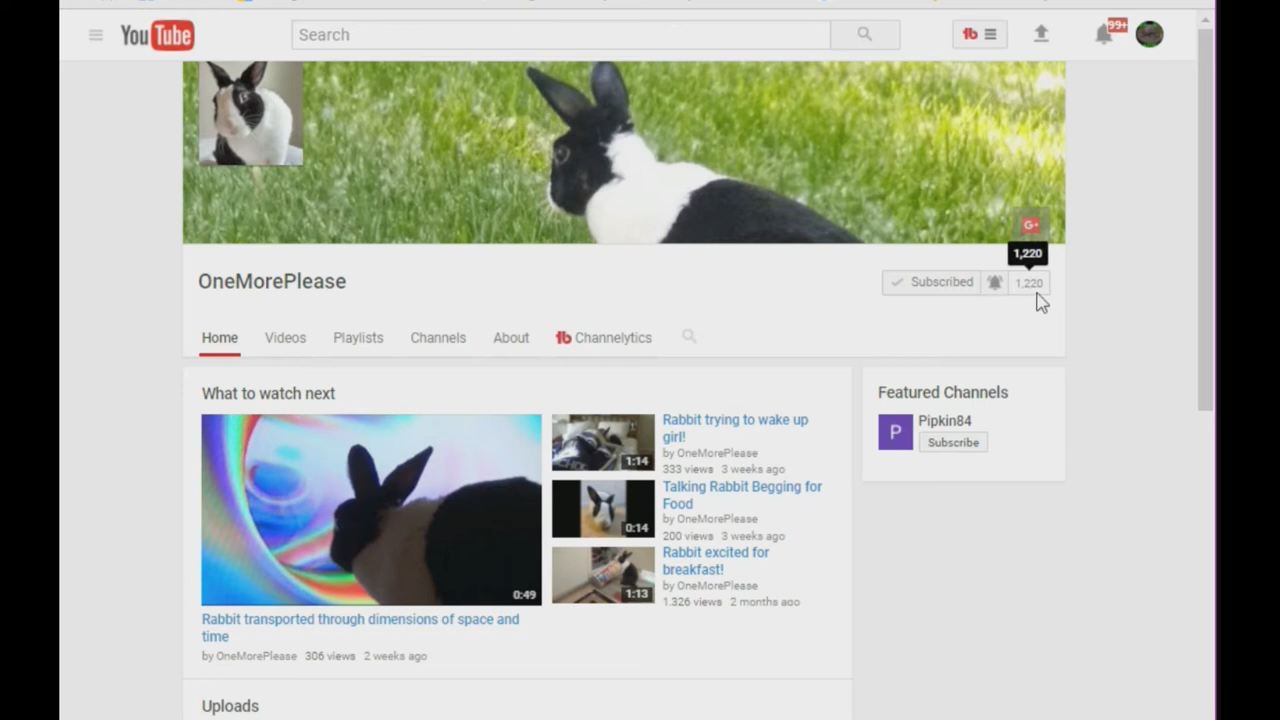 YouTube
Search
99+
G+
1,220
OneMorePlease
Subscribed
1,220
Home
Videos
Playlists
Channels
About
Channelytics
What to watch next
0:49
Rabbit transported through dimensions of space and
time
by OneMorePlease 306 views 2 weeks ago
1:14
Rabbit trying to wake up
girl!
by OneMorePlease
333 views 3 weeks ago
0:14
Talking Rabbit Begging for
Food
by OneMorePlease
200 views 3 weeks ago
1:13
Rabbit excited for
breakfast!
by OneMorePlease
1,326 views 2 months ago
Featured Channels
P
Pipkin84
Subscribe
Uploads